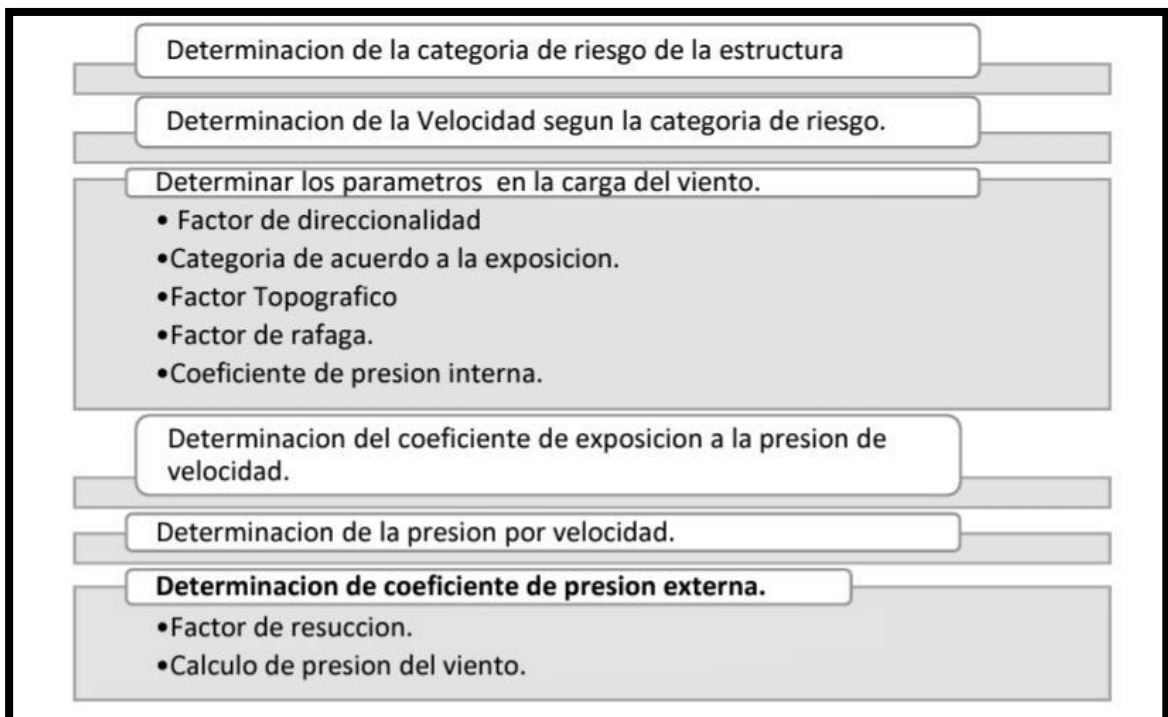 Determinacion de la categoria de riesgo de la estructura
Determinacion de la Velocidad segun la categoria de riesgo.
Determinar los parametros en la carga del viento.
• Factor de direccionalidad
•Categoria de acuerdo a la exposicion.
•Factor Topografico
•Factor de rafaga.
•Coeficiente de presion interna.
Determinacion del coeficiente de exposicion a la presion de
velocidad.
Determinacion de la presion por velocidad.
Determinacion de coeficiente de presion externa.
•Factor de resuccion.
•Calculo de presion del viento.